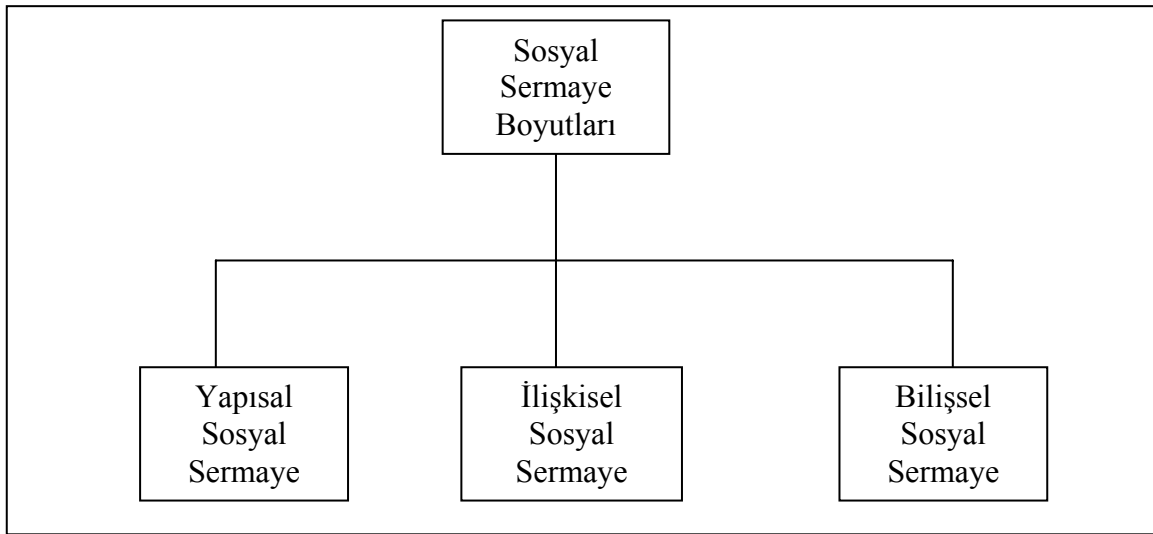 Sosyal
Sermaye
Boyutları
Yapısal
Sosyal
Sermaye
İlişkisel
Sosyal
Sermaye
Bilişsel
Sosyal
Sermaye